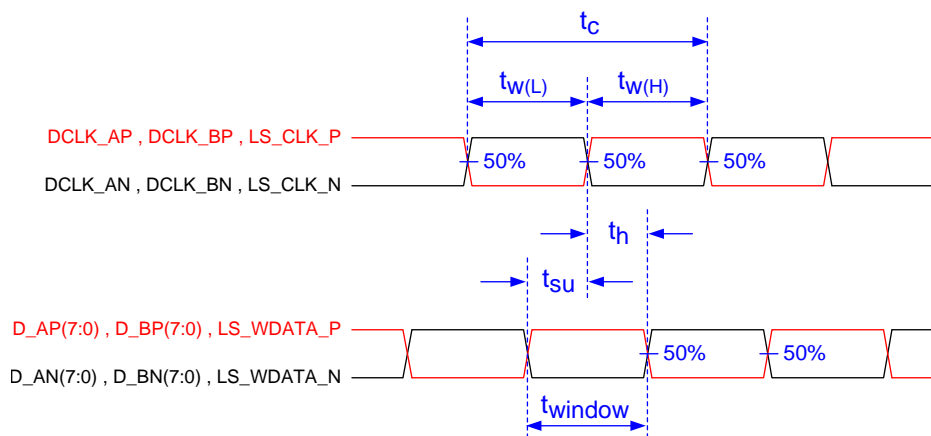 tc
tw(L) tw(H)
DCLK_AP , DCLK_BP , LS_CLK_P
50% 50% 50%
DCLK_AN , DCLK_BN , LS_CLK_N
th
tsu
D_AP(7:0) , D_BP(7:0) , LS_WDATA_P
50% 50%
D_AN(7:0) , D_BN(7:0) , LS_WDATA_N
twindow